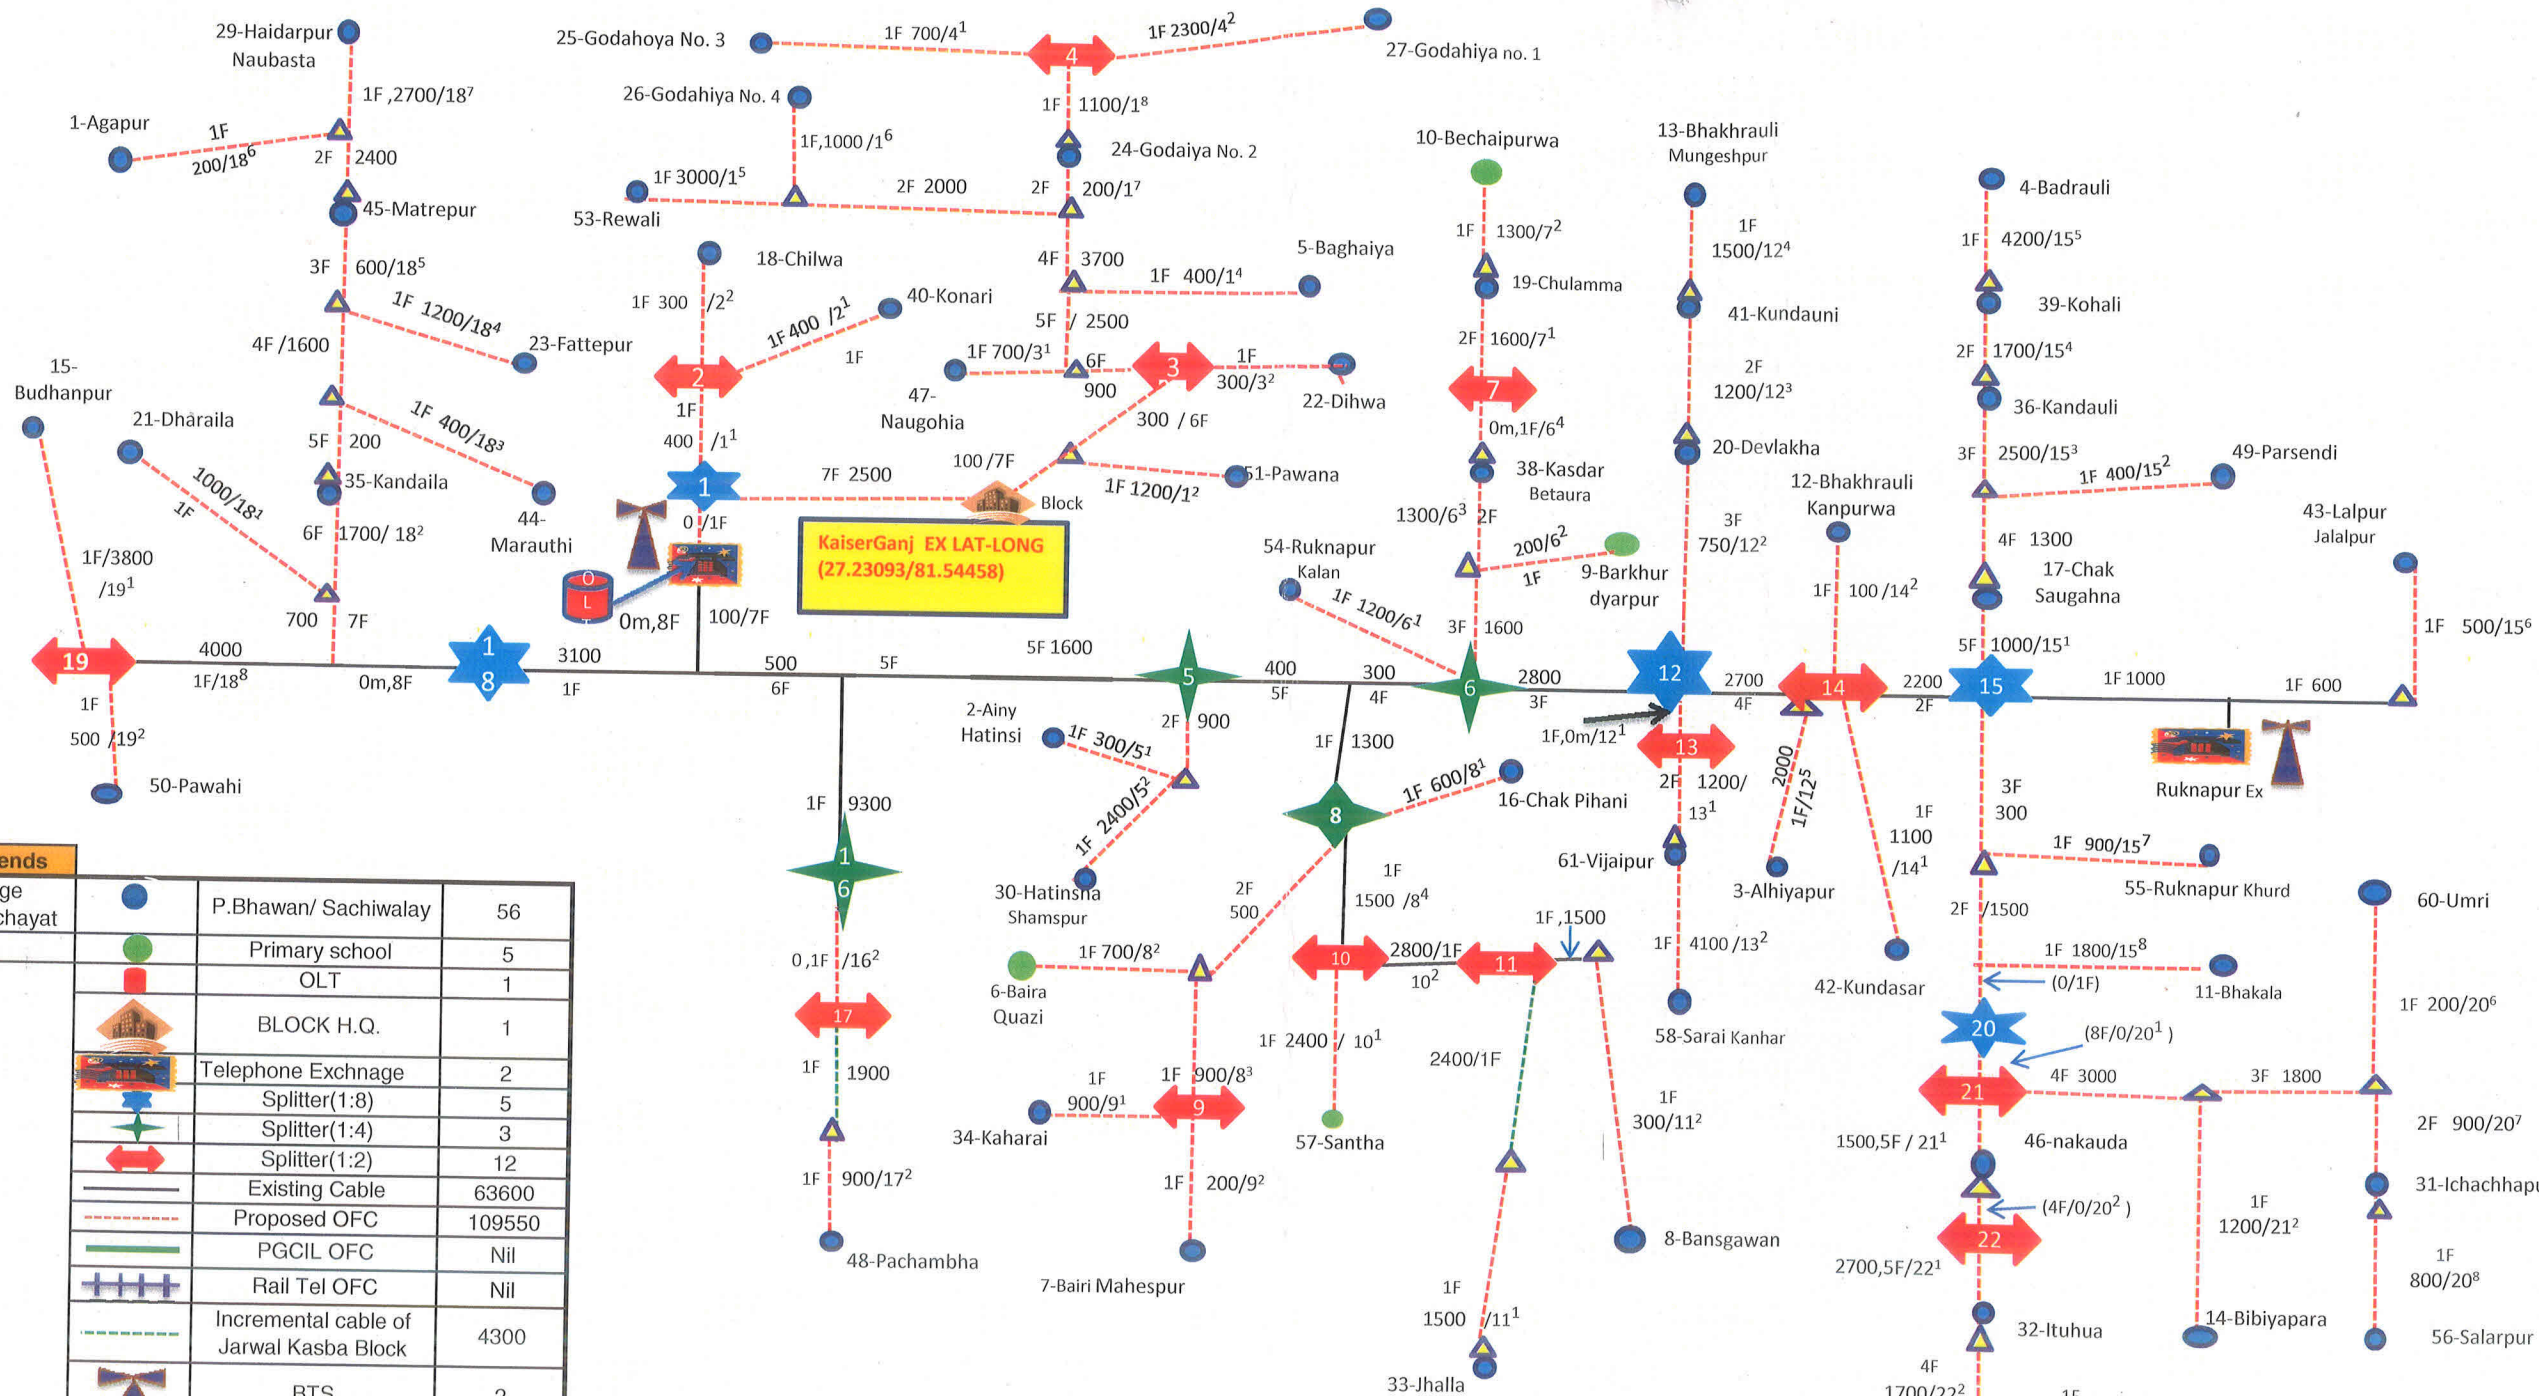 29-Haidarpur
Naubasta
1F ,2700/18⁷
1-Agapur
1F
200/18⁶
2F 2400
45-Matrepur
3F 600/18⁵
1F 1200/18⁴
23-Fattepur
4F /1600
1F 400/18³
44-
Marauthi
15-
Budhanpur
21-Dharaila
5F 200
35-Kandaila
1000/18¹
1F
6F 1700/ 18²
1F/3800
/19¹
700 7F
19
4000
1F/18⁸
0m,8F
1
8
3100
1F
1F
500 /19²
50-Pawahi
25-Godahoya No. 3
1F 700/4¹
4
1F 2300/4²
27-Godahiya no. 1
26-Godahiya No. 4
1F,1000 /1⁶
1F 1100/1⁸
24-Godaiya No. 2
1F 3000/1⁵
53-Rewali
2F 2000
2F 200/1⁷
4F 3700
5-Baghaiya
1F 400/1⁴
18-Chilwa
1F 300 /2²
40-Konari
1F 400 /2¹
1F
2
1F
400 /1¹
5F / 2500
1F 700/3¹
6F
900
3
1F
300/3²
22-Dihwa
47-
Naugohia
300 / 6F
1
7F 2500
100 /7F
Block
51-Pawana
1F 1200/1²
0 /1F
O
L
0m,8F
100/7F
KaiserGanj EX LAT-LONG
(27.23093/81.54458)
500
6F
5F
5F 1600
5
400
5F
300
4F
6
2800
3F
10-Bechaipurwa
1F 1300/7²
19-Chulamma
2F 1600/7¹
7
0m,1F/6⁴
38-Kasdar
Betaura
1300/6³ 2F
200/6²
1F
9-Barkhur
dyarpur
54-Ruknapur
Kalan
1F 1200/6¹
3F 1600
13-Bhakhrauli
Mungeshpur
1F
1500/12⁴
41-Kundauni
2F
1200/12³
20-Devlakha
3F
750/12²
12-Bhakhrauli
Kanpurwa
1F 100 /14²
12
2700
4F
14
2200
2F
15
1F 1000
1F 600
4-Badrauli
1F 4200/15⁵
39-Kohali
2F 1700/15⁴
36-Kandauli
3F 2500/15³
1F 400/15²
49-Parsendi
4F 1300
17-Chak
Saugahna
5F 1000/15¹
43-Lalpur
Jalalpur
1F 500/15⁶
Ruknapur Ex
1F,0m/12¹
13
2F 1200/
13¹
61-Vijaipur
1F 4100 /13²
58-Sarai Kanhar
2000
1F/12⁵
3-Alhiyapur
1F
1100
/14¹
42-Kundasar
3F
300
1F 900/15⁷
55-Ruknapur Khurd
2F /1500
1F 1800/15⁸
11-Bhakala
(0/1F)
20
(8F/0/20¹ )
21
4F 3000
3F 1800
60-Umri
1F 200/20⁶
2F 900/20⁷
31-Ichachhapu
1F
800/20⁸
56-Salarpur
1F
1200/21²
14-Bibiyapara
1500,5F / 21¹
46-nakauda
(4F/0/20² )
22
2700,5F/22¹
32-Ituhua
4F
1700/22²
1F
1F 9300
1
6
0 ,1F /16²
17
1F 1900
1F 900/17²
48-Pachambha
2-Ainy
Hatinsi
1F 300/5¹
2F 900
1F 2400/5²
30-Hatinsha
Shamspur
1F 1300
8
1F 600/8¹
16-Chak Pihani
2F
500
1F
1500 /8⁴
1F 700/8²
6-Baira
Quazi
1F 900/8³
1F
900/9¹
9
34-Kaharai
1F 200/9²
7-Bairi Mahespur
10
2800/1F
10²
11
1F ,1500
1F 2400 / 10¹
57-Santha
2400/1F
1F
300/11²
8-Bansgawan
1F
1500 /11¹
33-Jhalla
ends
ge
chayat
P.Bhawan/ Sachiwalay 56
Primary school 5
OLT 1
BLOCK H.Q. 1
Telephone Exchnage 2
Splitter(1:8) 5
Splitter(1:4) 3
Splitter(1:2) 12
Existing Cable 63600
Proposed OFC 109550
PGCIL OFC Nil
Rail Tel OFC Nil
Incremental cable of
Jarwal Kasba Block 4300
BTS 2